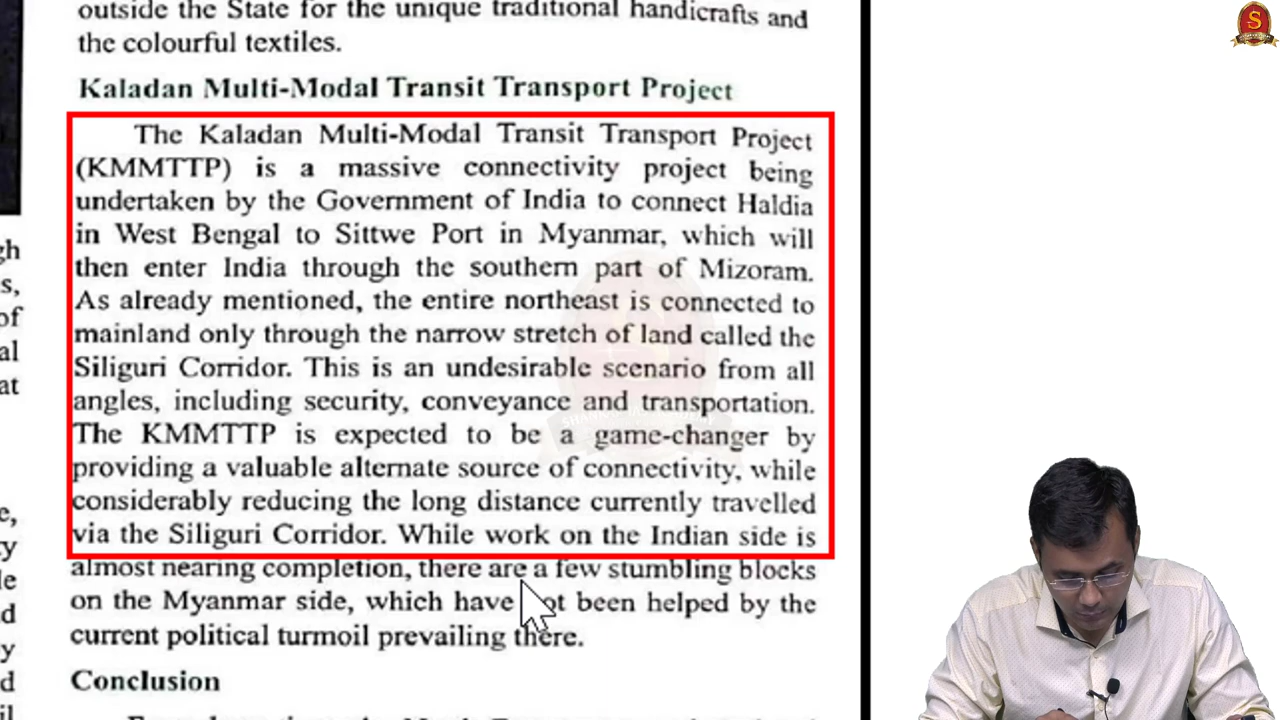 outside the State for the unique traditional handicrafts and
the colourful textiles.
Kaladan Multi-Modal Transit Transport Project
The Kaladan Multi-Modal Transit Transport Project
(KMMTTP) is a massive connectivity project being
undertaken by the Government of India to connect Haldia
in West Bengal to Sittwe Port in Myanmar, which will
then enter India through the southern part of Mizoram.
As already mentioned, the entire northeast is connected to
mainland only through the narrow stretch of land called the
Siliguri Corridor. This is an undesirable scenario from all
angles, including security, conveyance and transportation.
The KMMTTP is expected to be a game-changer by
providing a valuable alternate source of connectivity, while
considerably reducing the long distance currently travelled
via the Siliguri Corridor. While work on the Indian side is
almost nearing completion, there are a few stumbling blocks
on the Myanmar side, which have been helped by the
current political turmoil prevailing there.
Conclusion
of
at
S